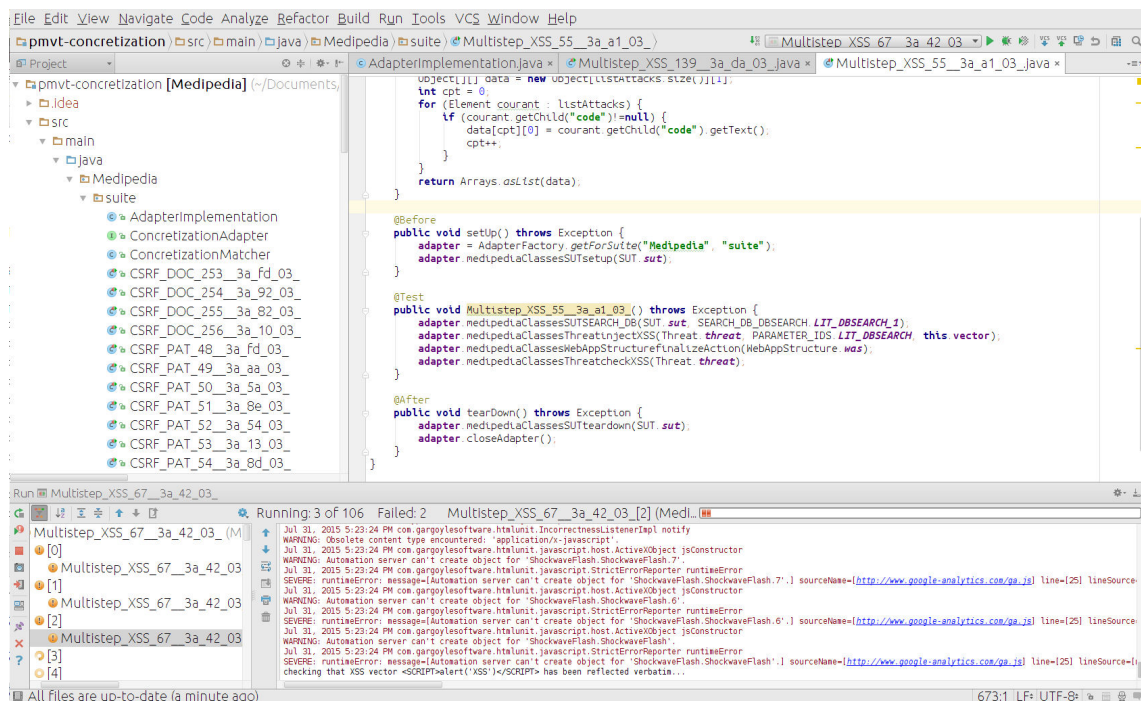 File Edit View Navigate Code Analyze Refactor Build Run Tools VCS Window Help
pmvt-concretization src main java Medipedia suite Multistep_XSS_55__3a_a1_03_ Multistep_XSS_67__3a_42_03_
Project AdapterImplementation.java × Multistep_XSS_139__3a_da_03_.java × Multistep_XSS_55__3a_a1_03_.java ×
pmvt-concretization [Medipedia] (~/Documents/
.idea
src
main
java
Medipedia
suite
AdapterImplementation
ConcretizationAdapter
ConcretizationMatcher
CSRF_DOC_253__3a_fd_03_
CSRF_DOC_254__3a_92_03_
CSRF_DOC_255__3a_82_03_
CSRF_DOC_256__3a_10_03_
CSRF_PAT_48__3a_fd_03_
CSRF_PAT_49__3a_aa_03_
CSRF_PAT_50__3a_5a_03_
CSRF_PAT_51__3a_8e_03_
CSRF_PAT_52__3a_54_03_
CSRF_PAT_53__3a_13_03_
CSRF_PAT_54__3a_8d_03_
Object[][] data = new Object[listAttacks.size()][1];
int cpt = 0;
for (Element courant : listAttacks) {
if (courant.getChild("code")!=null) {
data[cpt][0] = courant.getChild("code").getText();
cpt++;
}
}
return Arrays.asList(data);
}
@Before
public void setUp() throws Exception {
adapter = AdapterFactory.getForSuite("Medipedia", "suite");
adapter.medipediaClassesSUTsetup(SUT.sut);
}
@Test
public void Multistep_XSS_55__3a_a1_03_() throws Exception {
adapter.medipediaClassesSUTSEARCH_DB(SUT.sut, SEARCH_DB_DBSEARCH.LIT_DBSEARCH_1);
adapter.medipediaClassesThreatinjectXSS(Threat.threat, PARAMETER_IDS.LIT_DBSEARCH, this.vector);
adapter.medipediaClassesWebAppStructurefinalizeAction(WebAppStructure.was);
adapter.medipediaClassesThreatcheckXSS(Threat.threat);
}
@After
public void tearDown() throws Exception {
adapter.medipediaClassesSUTteardown(SUT.sut);
adapter.closeAdapter();
}
}
Run Multistep_XSS_67__3a_42_03_
Running: 3 of 106 Failed: 2 Multistep_XSS_67__3a_42_03_[2] (Medi...
Multistep_XSS_67__3a_42_03_ (M
[0]
Multistep_XSS_67__3a_42_03
[1]
Multistep_XSS_67__3a_42_03
[2]
Multistep_XSS_67__3a_42_03
[3]
[4]
Jul 31, 2015 5:23:24 PM com.gargoylesoftware.htmlunit.IncorrectnessListenerImpl notify
WARNING: Obsolete content type encountered: 'application/x-javascript'.
Jul 31, 2015 5:23:24 PM com.gargoylesoftware.htmlunit.javascript.host.ActiveXObject jsConstructor
WARNING: Automation server can't create object for 'ShockwaveFlash.ShockwaveFlash.7'.
Jul 31, 2015 5:23:24 PM com.gargoylesoftware.htmlunit.javascript.StrictErrorReporter runtimeError
SEVERE: runtimeError: message=[Automation server can't create object for 'ShockwaveFlash.ShockwaveFlash.7'.] sourceName=[http://www.google-analytics.com/ga.js] line=[25] lineSource=
Jul 31, 2015 5:23:24 PM com.gargoylesoftware.htmlunit.javascript.host.ActiveXObject jsConstructor
WARNING: Automation server can't create object for 'ShockwaveFlash.ShockwaveFlash.6'.
Jul 31, 2015 5:23:24 PM com.gargoylesoftware.htmlunit.javascript.StrictErrorReporter runtimeError
SEVERE: runtimeError: message=[Automation server can't create object for 'ShockwaveFlash.ShockwaveFlash.6'.] sourceName=[http://www.google-analytics.com/ga.js] line=[25] lineSource=
Jul 31, 2015 5:23:24 PM com.gargoylesoftware.htmlunit.javascript.host.ActiveXObject jsConstructor
WARNING: Automation server can't create object for 'ShockwaveFlash.ShockwaveFlash'.
Jul 31, 2015 5:23:24 PM com.gargoylesoftware.htmlunit.javascript.StrictErrorReporter runtimeError
SEVERE: runtimeError: message=[Automation server can't create object for 'ShockwaveFlash.ShockwaveFlash'.] sourceName=[http://www.google-analytics.com/ga.js] line=[25] lineSource=[
checking that XSS vector <SCRIPT>alert('XSS')</SCRIPT> has been reflected verbatim...
All files are up-to-date (a minute ago) 673:1 LF UTF-8